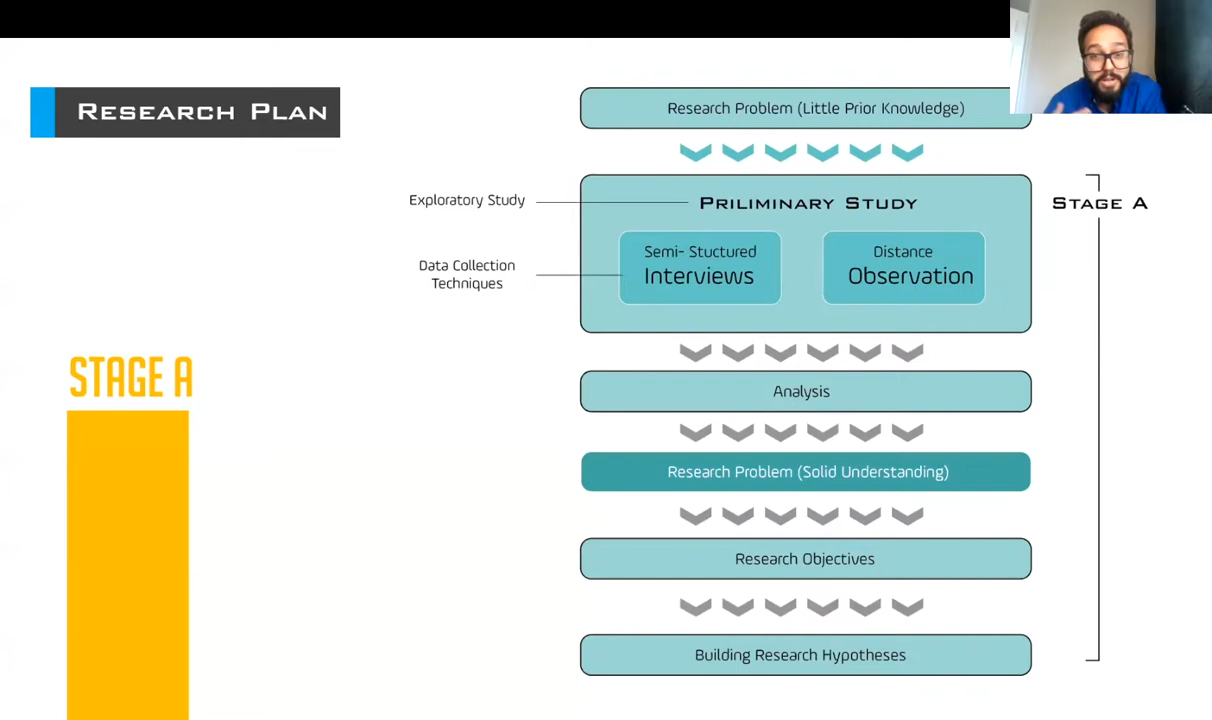 RESEARCH PLAN
Research Problem (Little Prior Knowledge)
Exploratory Study
PRILIMINARY STUDY
STAGE A
Semi- Stuctured
Interviews
Distance
Observation
Data Collection
Techniques
STAGE A
Analysis
Research Problem (Solid Understanding)
Research Objectives
Building Research Hypotheses